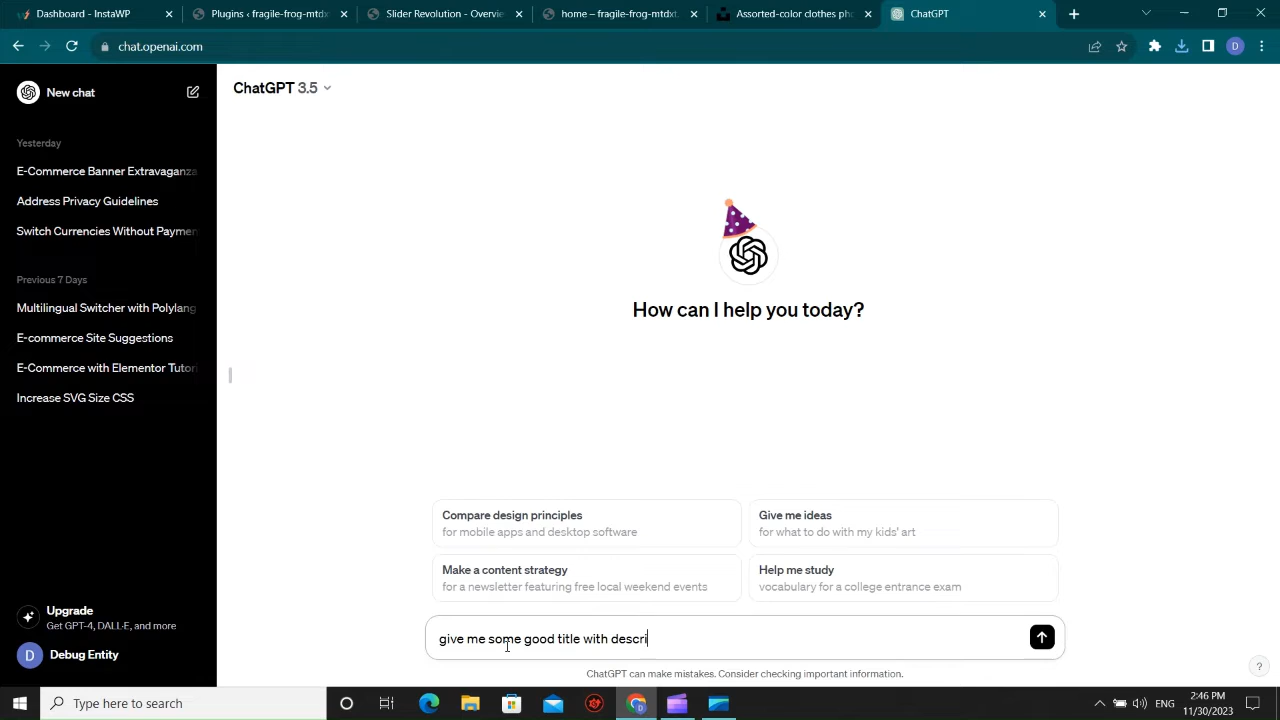 Dashboard - InstaWP
Plugins ‹ fragile-frog-mtdx
Slider Revolution - Overvie
home – fragile-frog-mtdxt.
Assorted-color clothes pho
ChatGPT
chat.openai.com
D
New chat
ChatGPT 3.5
Yesterday
E-Commerce Banner Extravaganza
Address Privacy Guidelines
Switch Currencies Without Paymen
Previous 7 Days
Multilingual Switcher with Polylang
E-commerce Site Suggestions
E-Commerce with Elementor Tutori
Increase SVG Size CSS
How can I help you today?
Compare design principles
for mobile apps and desktop software
Give me ideas
for what to do with my kids' art
Make a content strategy
for a newsletter featuring free local weekend events
Help me study
vocabulary for a college entrance exam
Upgrade
Get GPT-4, DALL·E, and more
give me some good title with descri
D
Debug Entity
ChatGPT can make mistakes. Consider checking important information.
?
Type here to search
ENG
2:46 PM
11/30/2023